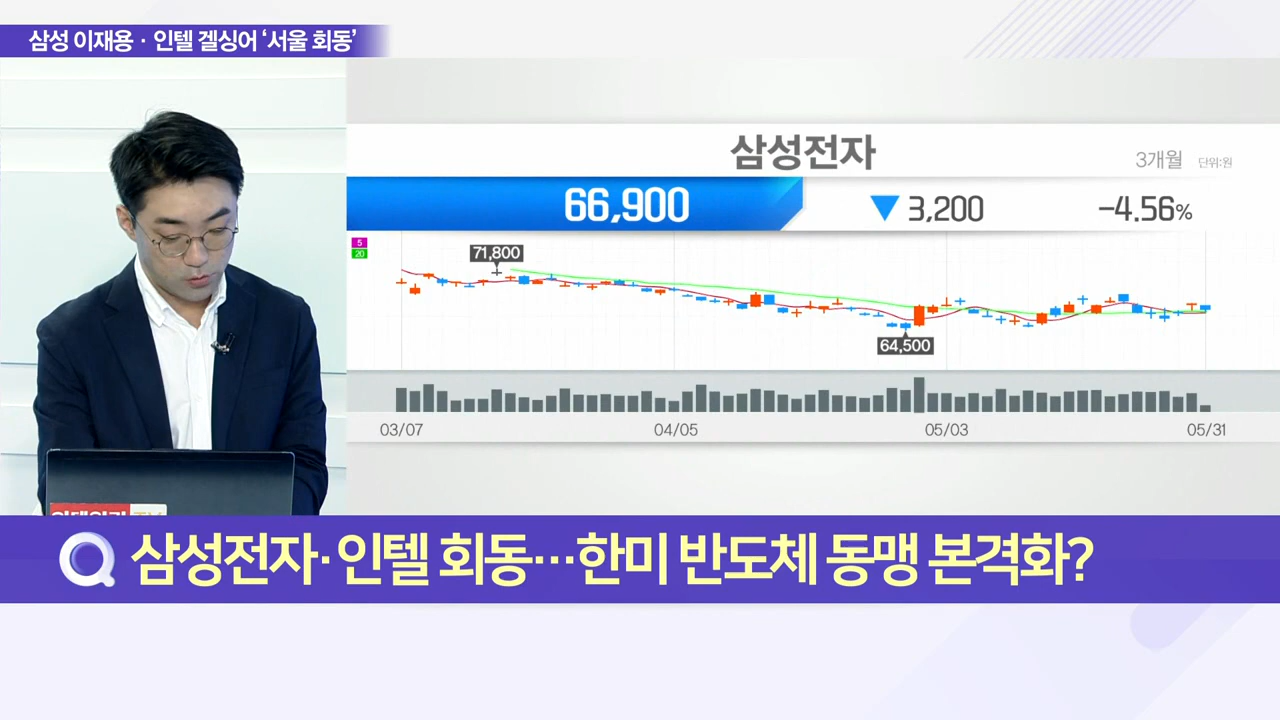 삼성 이재용 · 인텔 겔싱어 ‘서울 회동’
삼성전자
3개월 단위:원
66,900 ▼ 3,200 -4.56%
5
20
71,800
64,500
03/07 04/05 05/03 05/31
삼성전자·인텔 회동…한미 반도체 동맹 본격화?